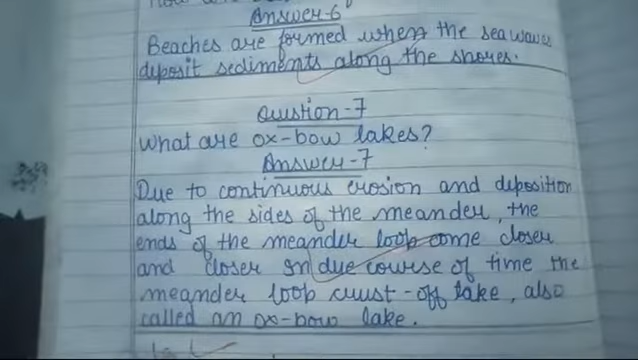 Answer-6
Beaches are formed when the sea waves
deposit sediments along the shores.
Question-7
What are ox-bow lakes?
Answer-7
Due to continuous erosion and deposition
along the sides of the meander, the
ends of the meander loop come closer
and closer In due course of time the
meander loop cuust-off lake, also
called an ox-bow lake.